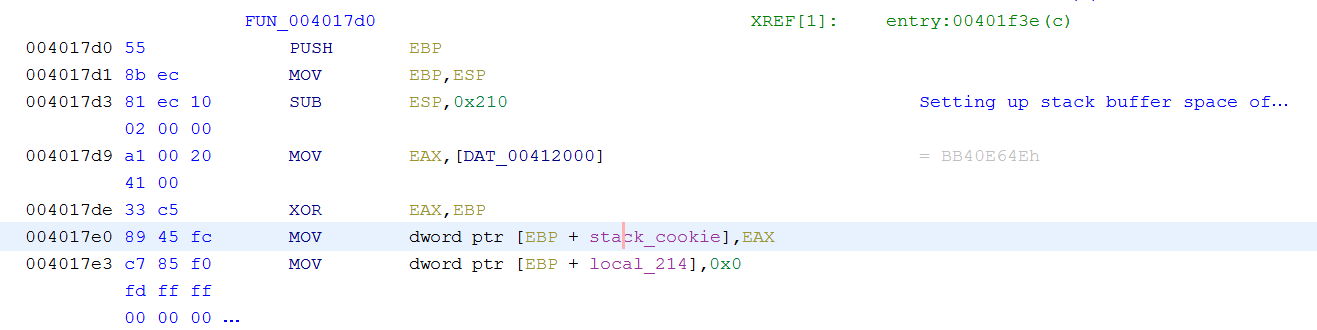 FUN_004017d0 XREF[1]: entry:00401f3e(c)
004017d0 55 PUSH EBP
004017d1 8b ec MOV EBP,ESP
004017d3 81 ec 10 SUB ESP,0x210 Setting up stack buffer space of…
02 00 00
004017d9 a1 00 20 MOV EAX,[DAT_00412000] = BB40E64Eh
41 00
004017de 33 c5 XOR EAX,EBP
004017e0 89 45 fc MOV dword ptr [EBP + stack_cookie],EAX
004017e3 c7 85 f0 MOV dword ptr [EBP + local_214],0x0
fd ff ff
00 00 00 …